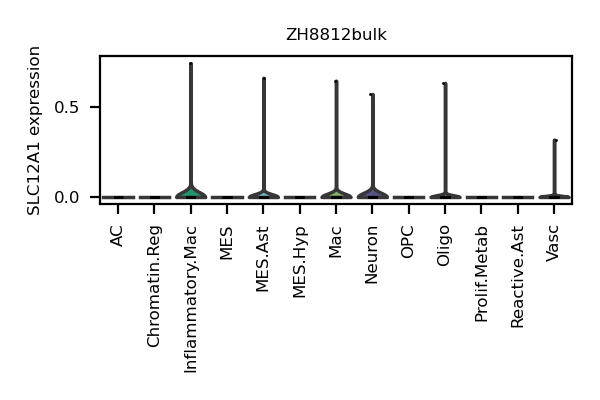 ZH8812bulk
SLC12A1 expression
0.5
0.0
AC
Chromatin.Reg
Inflammatory.Mac
MES
MES.Ast
MES.Hyp
Mac
Neuron
OPC
Oligo
Prolif.Metab
Reactive.Ast
Vasc